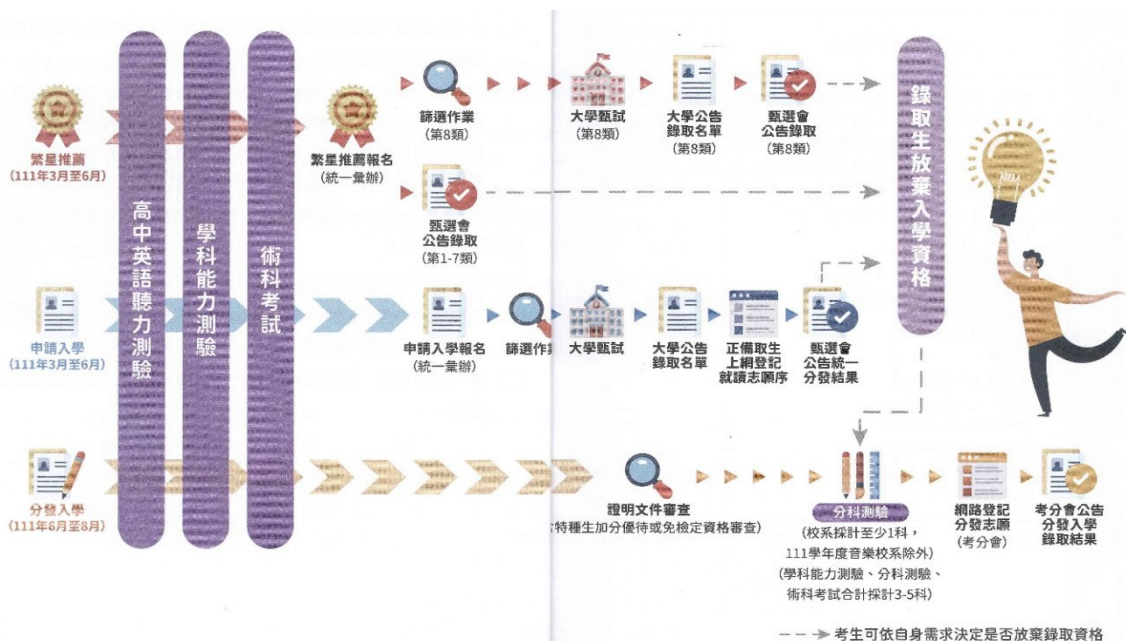 繁星推薦
(111年3月至6月)
申請入學
(111年3月至6月)
分發入學
(111年6月至8月)
高中英語聽力測驗
學科能力測驗
術科考試
繁星推薦報名
(統一彙辦)
篩選作業
(第8類)
大學甄試
(第8類)
大學公告
錄取名單
(第8類)
甄選會
公告錄取
(第8類)
甄選會
公告錄取
(第1-7類)
錄取生放棄入學資格
申請入學報名
(統一彙辦)
篩選作
大學甄試
大學公告
錄取名單
正備取生
上網登記
就讀志願序
甄選會
公告統一
分發結果
證明文件審查
特種生加分優待或免檢定資格審查)
分科測驗
(校系採計至少1科，
111學年度音樂校系除外)
(學科能力測驗、分科測驗、
術科考試合計採計3-5科)
網路登記
分發志願
(考分會)
考分會公告
分發入學
錄取結果
考生可依自身需求決定是否放棄錄取資格